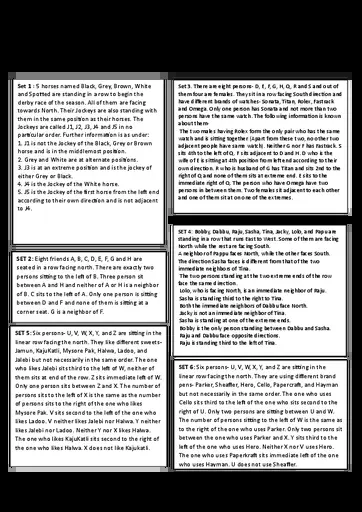 Set 1 : 5 horses named Black, Grey, Brown, White
and Spotted are standing in a row to begin the
derby race of the season. All of them are facing
towards North. Their Jockeys are also standing with
them in the same position as their horses. The
Jockeys are called J1, J2, J3, J4 and J5 in no
particular order. Further information is as under:
1. J1 is not the Jockey of the Black, Grey or Brown
horse and is in the middlemost position.
2. Grey and White are at alternate positions.
3. J3 is at an extreme position and is the jockey of
either Grey or Black.
4. J4 is the Jockey of the White horse.
5. J5 is the Jockey of the first horse from the left end
according to their own direction and is not adjacent
to J4.
SET 2: Eight friends A, B, C, D, E, F, G and H are
seated in a row facing north. There are exactly two
persons sitting to the left of B. Three person sit
between A and H and neither of A or H is a neighbor
of B. C sits to the left of A. Only one person is sitting
between D and F and none of them is sitting at a
corner seat. G is a neighbor of F.
SET 5: Six persons- U, V, W, X, Y, and Z are sitting in the
linear row facing the north. They like different sweets-
Jamun, KajuKatli, Mysore Pak, Halwa, Ladoo, and
Jalebi but not necessarily in the same order. The one
who likes Jalebi sits third to the left of W, neither of
them sits at end of the row. Z sits immediate left of W.
Only one person sits between Z and X. The number of
persons sits to the left of X is the same as the number
of persons sits to the right of the one who likes
Mysore Pak. V sits second to the left of the one who
likes Ladoo. V neither likes Jalebi nor Halwa. Y neither
likes Jalebi nor Ladoo. Neither Y nor X likes Halwa.
The one who likes KajuKatli sits second to the right of
the one who likes Halwa. X does not like Kajukatli.
Set 3. There are eight persons- D, E, F, G, H, Q, R and S and out of
them four are females. They sit in a row facing South direction and
have different brands of watches- Sonata, Titan, Rolex, Fastrack
and Omega. Only one person has Sonata and not more than two
persons have the same watch. The following information is known
about them-
The two males having Rolex form the only pair who has the same
watch and is sitting together (Apart from these two, no other two
adjacent people have same watch). Neither G nor F has Fastrack. S
sits 4th to the left of Q. F sits adjacent to D and H. D who is the
wife of E is sitting at 4th position from left end according to their
own direction. R who is husband of G has Titan and sits 2nd to the
right of Q and none of them sits at extreme end. E sits to the
immediate right of Q. The person who have Omega have two
persons in between them. Two females sit adjacent to each other
and one of them sits at on one of the extremes.
SET 4: Bobby, Dabbu, Raju, Sasha, Tina, Jacky, Lolo, and Papu are
standing in a row that runs East to West. Some of them are facing
North while the rest are facing South.
A neighbor of Pappu faces North, while the other faces South.
The direction Sasha faces is different from that of the two
immediate neighbors of Tina.
The two persons standing at the two extreme ends of the row
face the same direction.
Lolo, who is facing North, is an immediate neighbor of Raju.
Sasha is standing third to the right to Tina.
Both the immediate neighbors of Dabbu face North.
Jacky is not an immediate neighbor of Tina.
Sasha is standing at one of the extreme ends.
Bobby is the only person standing between Dabbu and Sasha.
Raju and Dabbu face opposite directions.
Raju is standing third to the left of Tina.
SET 6: Six persons- U, V, W, X, Y, and Z are sitting in the
linear row facing the north. They are using different brand
pens- Parker, Sheaffer, Hero, Cello, Papercraft, and Hayman
but not necessarily in the same order. The one who uses
Cello sits third to the left of the one who sits second to the
right of U. Only two persons are sitting between U and W.
The number of persons sitting to the left of W is the same as
to the right of the one who uses Parker. Only two persons sit
between the one who uses Parker and X. Y sits third to the
left of the one who uses Hero. Neither X nor V uses Hero.
The one who uses Paperkraft sits immediate left of the one
who uses Hayman. U does not use Sheaffer.